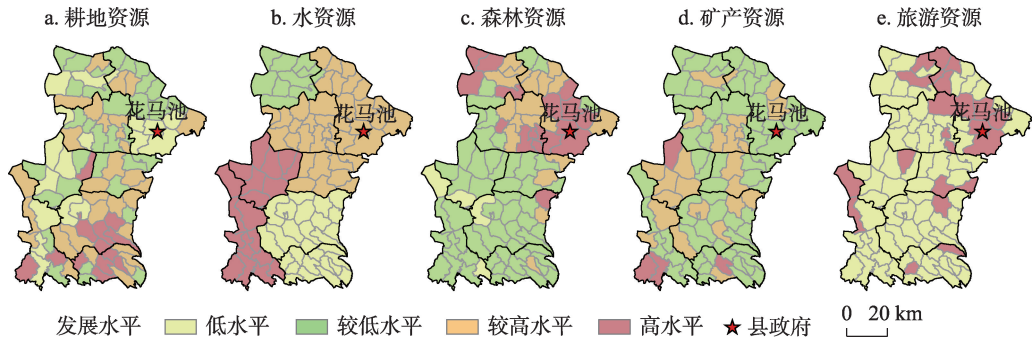 a. 耕地资源
b. 水资源
c. 森林资源
d. 矿产资源
e. 旅游资源
花马池
花马池
花马池
花马池
花马池
发展水平 低水平 较低水平 较高水平 高水平 县政府
0 20 km